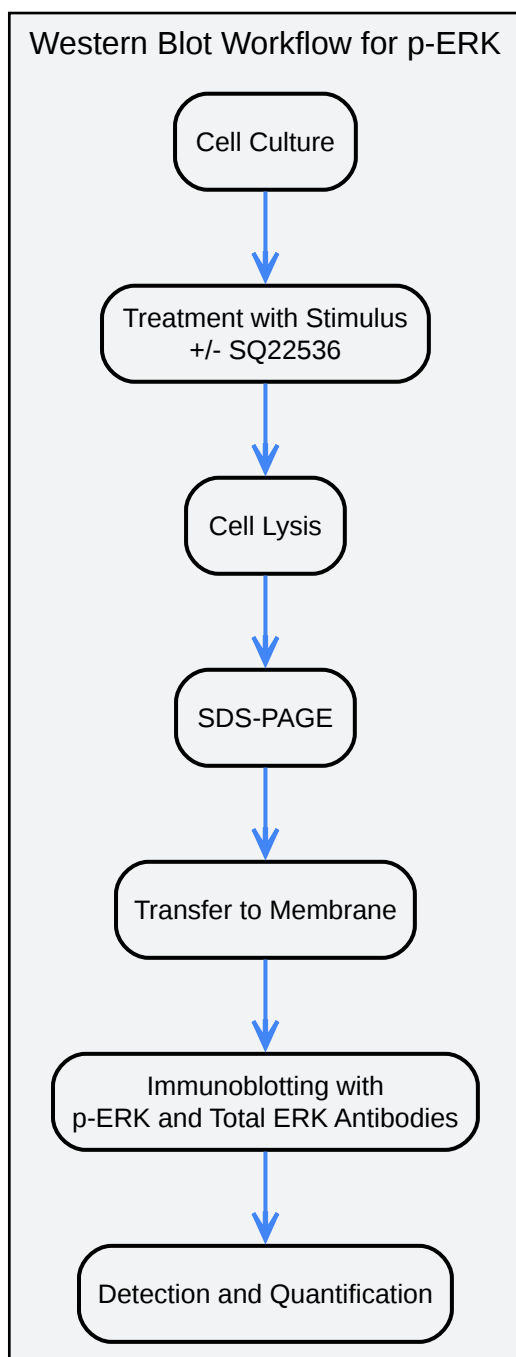 Western Blot Workflow for p-ERK
Cell Culture
Treatment with Stimulus
+/- SQ22536
Cell Lysis
SDS-PAGE
Transfer to Membrane
Immunoblotting with
p-ERK and Total ERK Antibodies
Detection and Quantification